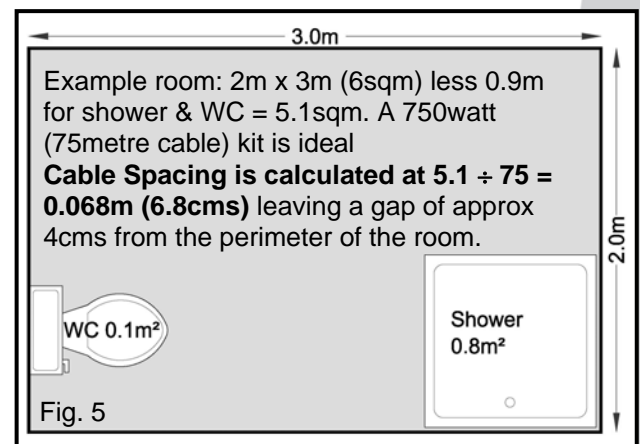 3.0m
Example room: 2m x 3m (6sqm) less 0.9m
for shower & WC = 5.1sqm. A 750watt
(75metre cable) kit is ideal
Cable Spacing is calculated at 5.1 ÷ 75 =
0.068m (6.8cms) leaving a gap of approx
4cms from the perimeter of the room.
2.0m
WC 0.1m²
Shower
0.8m²
Fig. 5